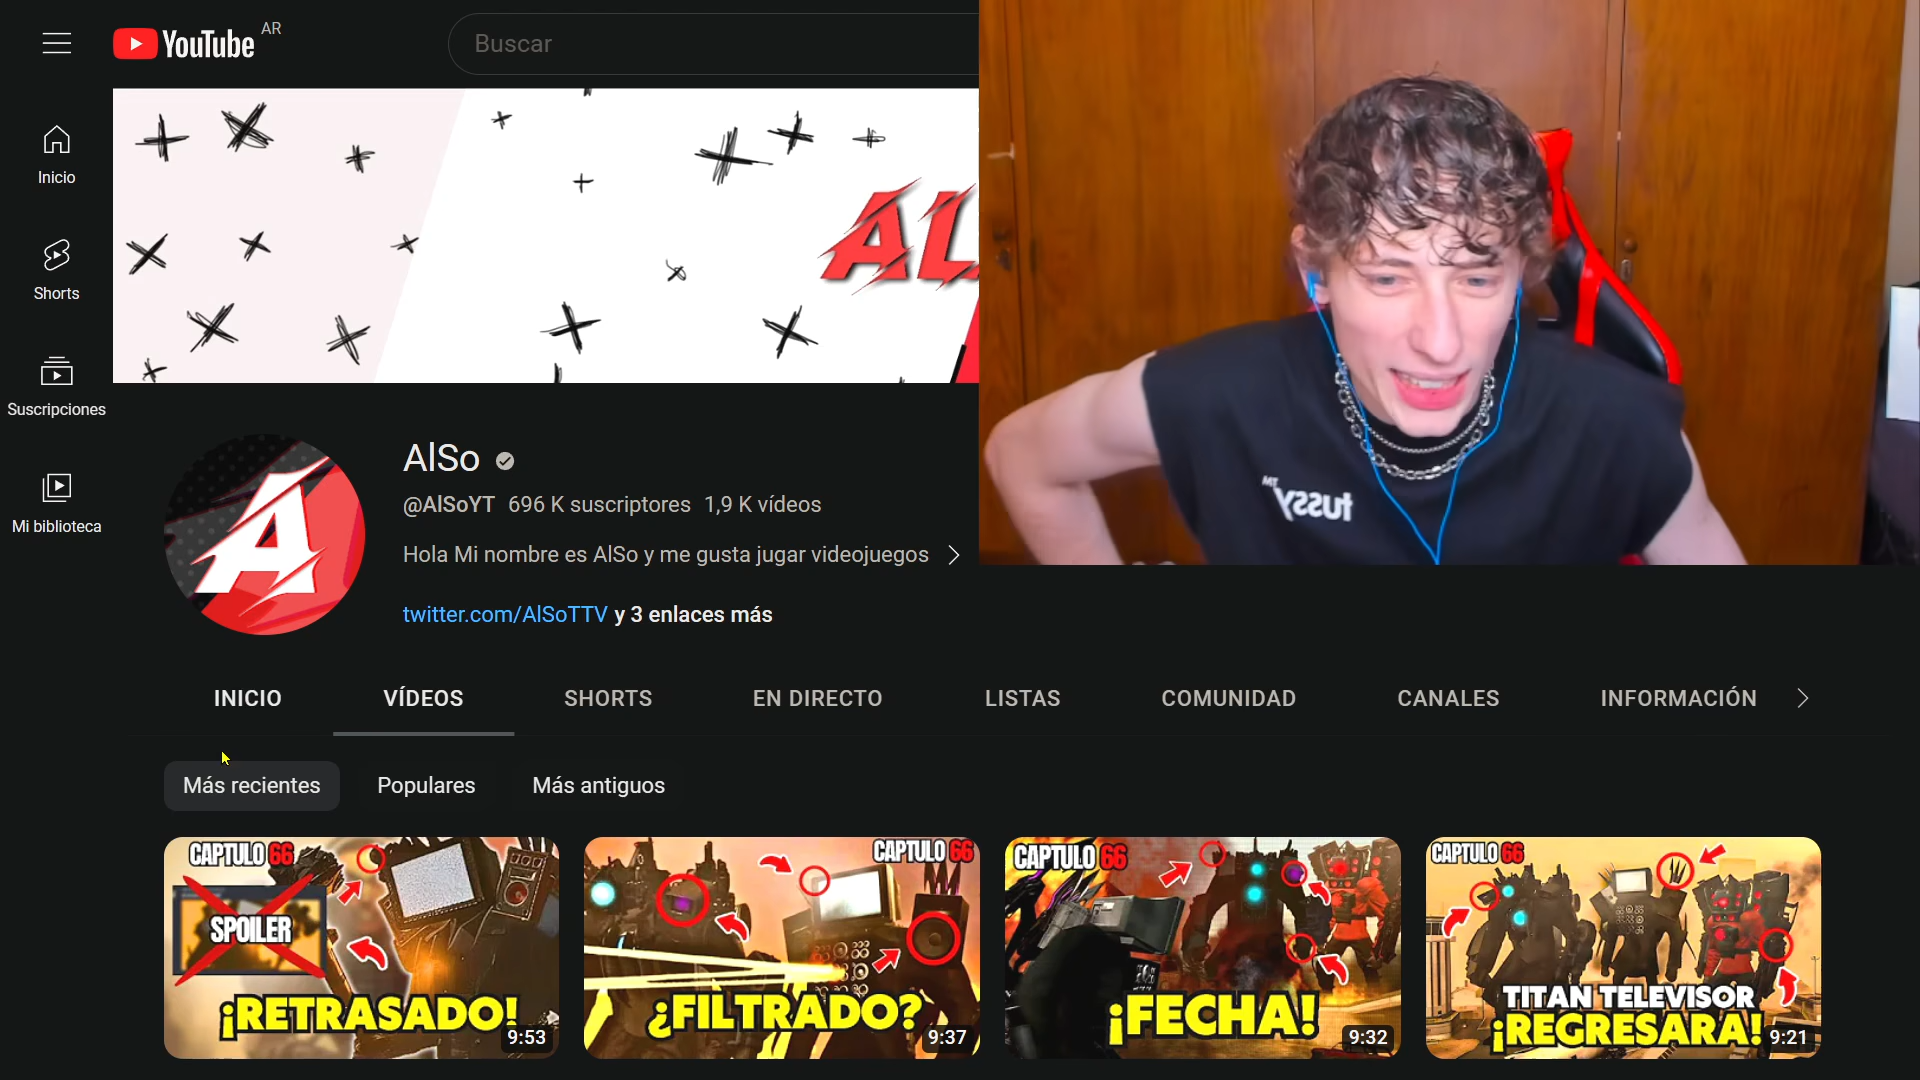 YouTube AR
Buscar
Inicio
Shorts
Suscripciones
Mi biblioteca
AL
tussy™
AlSo
@AlSoYT 696 K suscriptores 1,9 K vídeos
Hola Mi nombre es AlSo y me gusta jugar videojuegos
twitter.com/AlSoTTV y 3 enlaces más
INICIO VÍDEOS SHORTS EN DIRECTO LISTAS COMUNIDAD CANALES INFORMACIÓN
Más recientes Populares Más antiguos
CAPTULO 66
SPOILER
¡RETRASADO!
9:53
CAPTULO 66
¿FILTRADO?
9:37
CAPTULO 66
¡FECHA!
9:32
CAPTULO 66
TITAN TELEVISOR
¡REGRESARA!
9:21